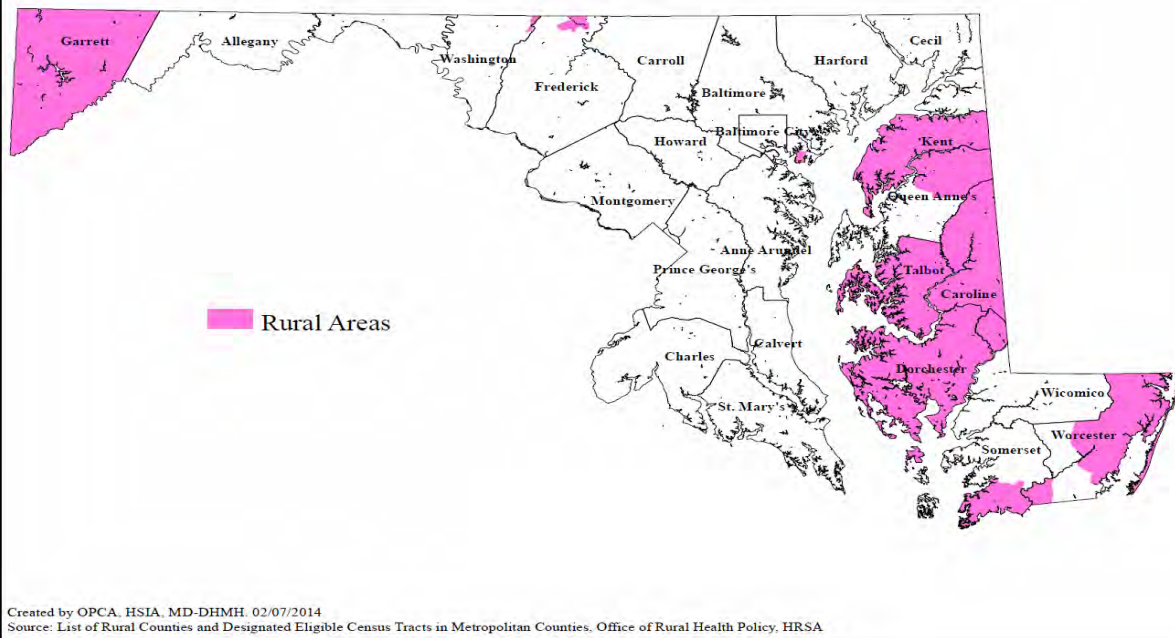 Garrett
Allegany
Washington
Frederick
Carroll
Baltimore
Harford
Cecil
Baltimore City
Howard
Kent
Montgomery
Queen Anne's
Anne Arundel
Prince George's
Talbot
Caroline
Rural Areas
Charles
Calvert
Dorchester
St. Mary's
Wicomico
Worcester
Somerset
Created by OPCA, HSIA, MD-DHMH. 02/07/2014
Source: List of Rural Counties and Designated Eligible Census Tracts in Metropolitan Counties, Office of Rural Health Policy, HRSA